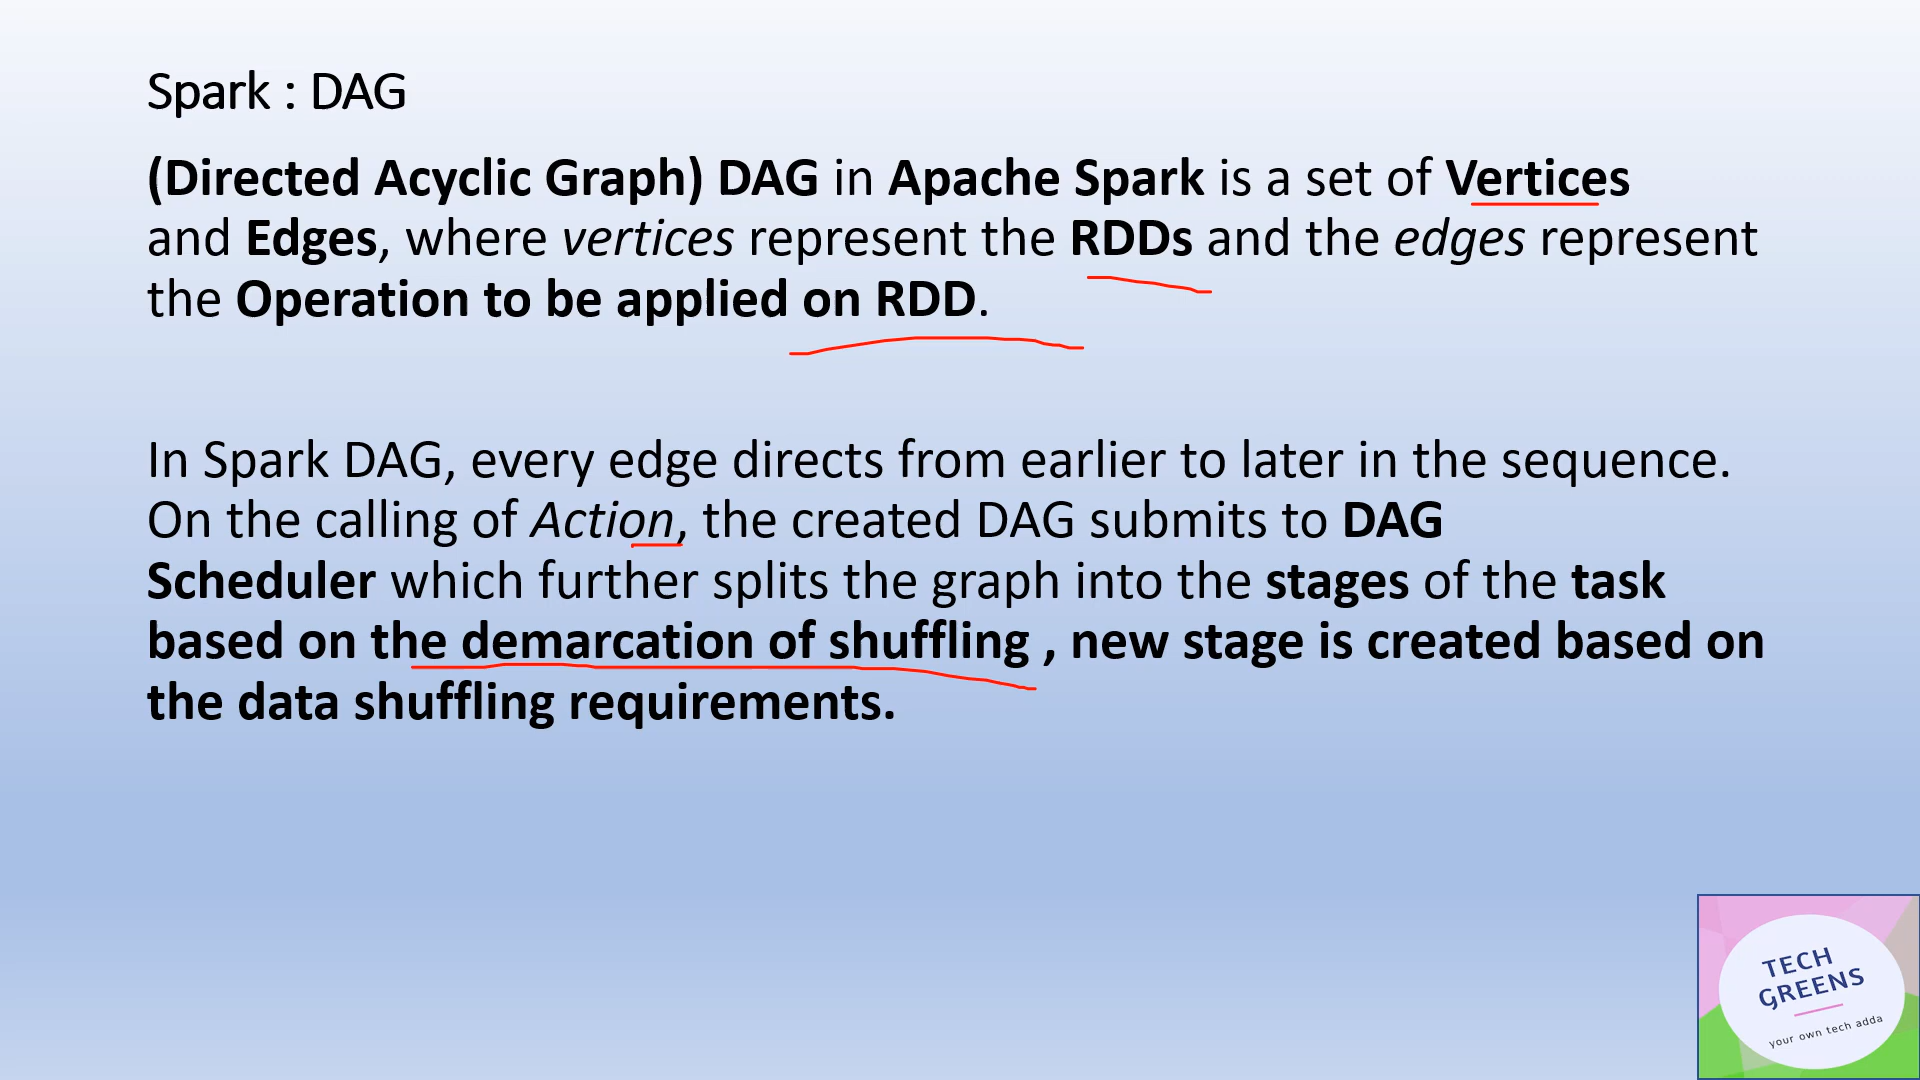 Spark : DAG
(Directed Acyclic Graph) DAG in Apache Spark is a set of Vertices
and Edges, where vertices represent the RDDs and the edges represent
the Operation to be applied on RDD.
In Spark DAG, every edge directs from earlier to later in the sequence.
On the calling of Action, the created DAG submits to DAG
Scheduler which further splits the graph into the stages of the task
based on the demarcation of shuffling , new stage is created based on
the data shuffling requirements.
TECH
GREENS
your own tech adda